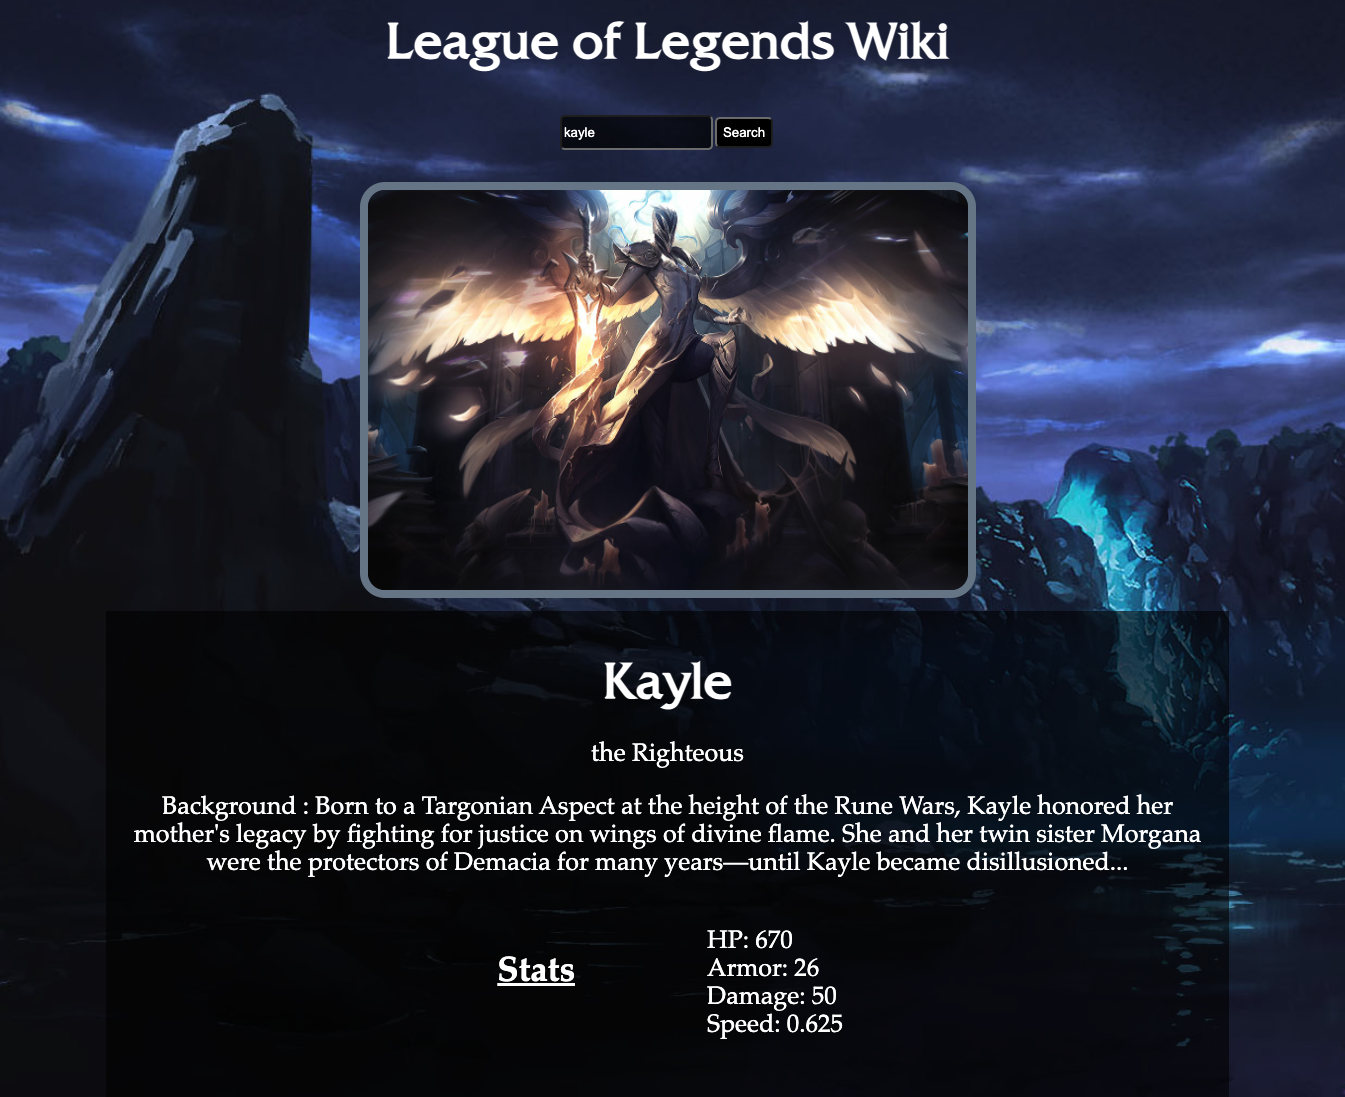 League of Legends Wiki
kayle
Search
Kayle
the Righteous
Background : Born to a Targonian Aspect at the height of the Rune Wars, Kayle honored her
mother's legacy by fighting for justice on wings of divine flame. She and her twin sister Morgana
were the protectors of Demacia for many years—until Kayle became disillusioned...
Stats
HP: 670
Armor: 26
Damage: 50
Speed: 0.625